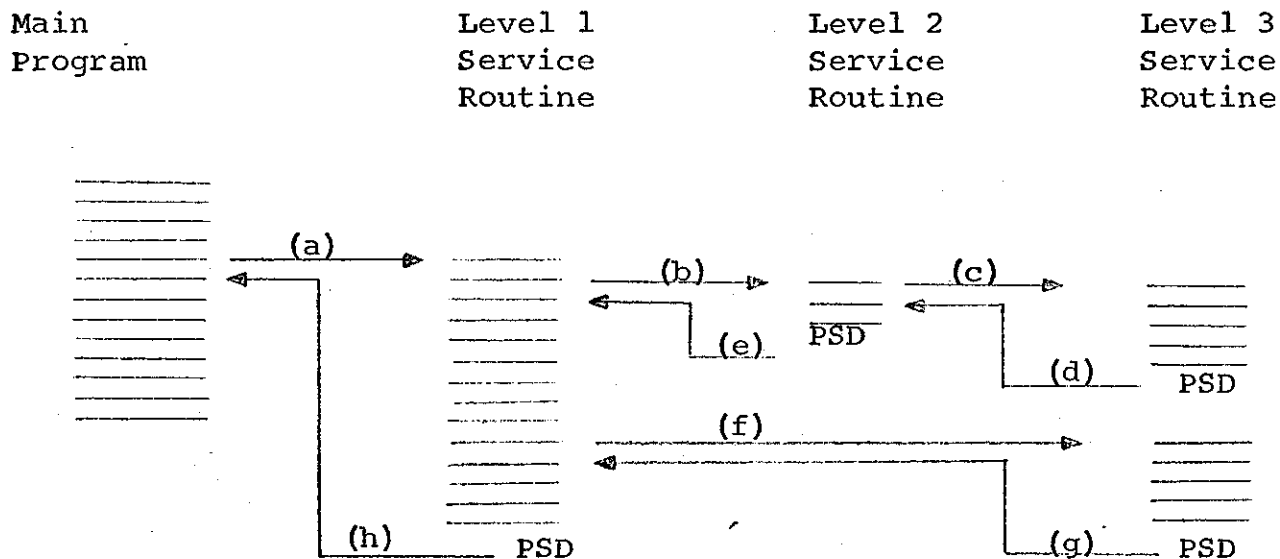 Main Level 1 Level 2 Level 3
Program Service Service Service
Routine Routine Routine
(a)
(b) (c)
(e) PSD
(d) PSD
(f)
(h) PSD (g) PSD